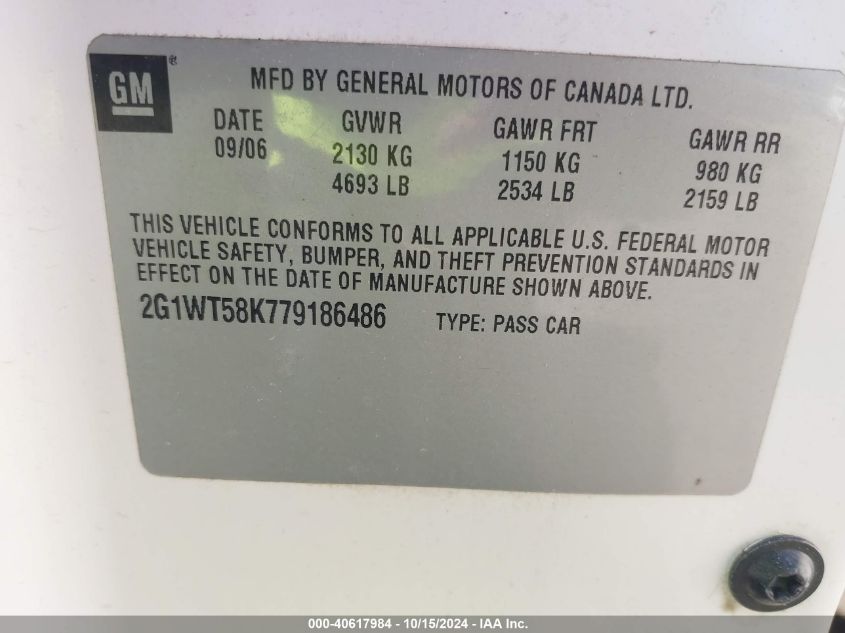 GM®
MFD BY GENERAL MOTORS OF CANADA LTD.
DATE GVWR GAWR FRT GAWR RR
09/06 2130 KG 1150 KG 980 KG
4693 LB 2534 LB 2159 LB
THIS VEHICLE CONFORMS TO ALL APPLICABLE U.S. FEDERAL MOTOR
VEHICLE SAFETY, BUMPER, AND THEFT PREVENTION STANDARDS IN
EFFECT ON THE DATE OF MANUFACTURE SHOWN ABOVE.
2G1WT58K779186486 TYPE: PASS CAR
000-40617984 - 10/15/2024 - IAA Inc.